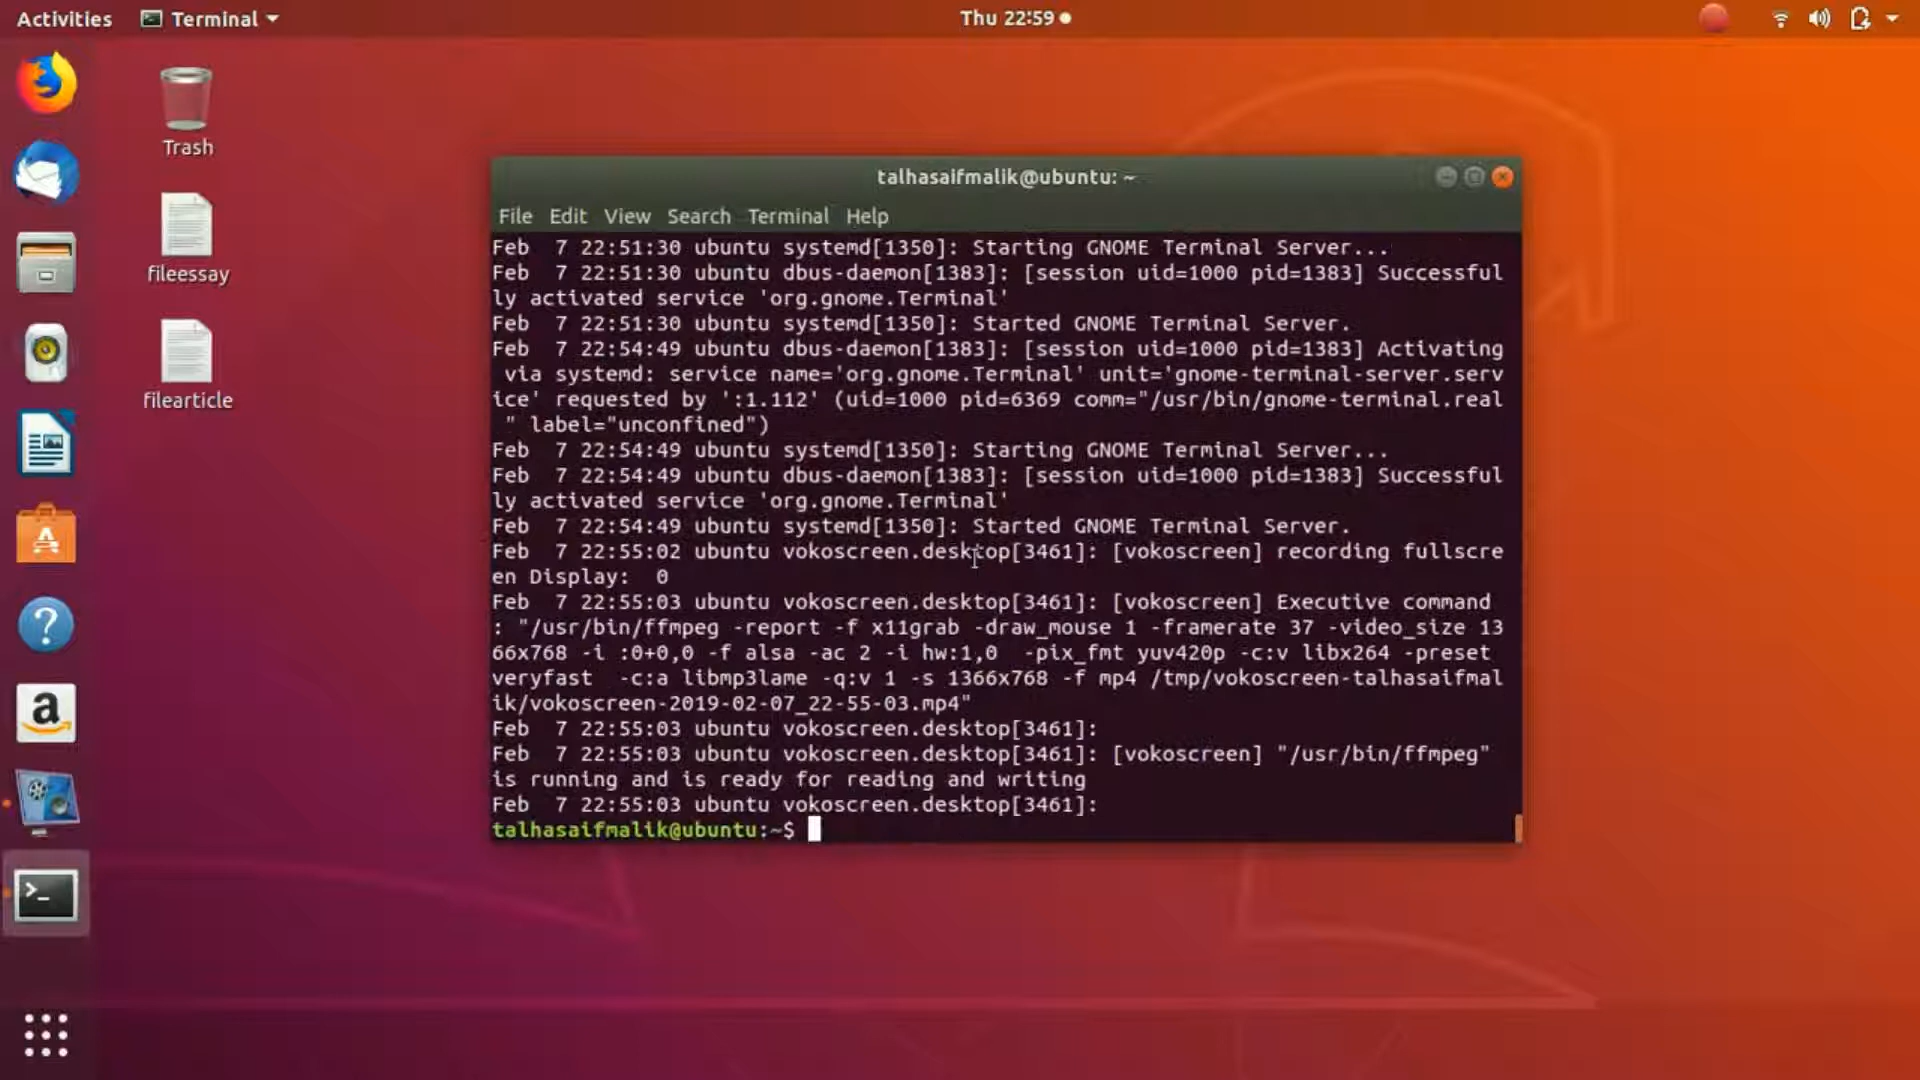 Activities Terminal Thu 22:59
Trash
fileessay
filearticle
talhasaifmalik@ubuntu: ~
File Edit View Search Terminal Help
Feb  7 22:51:30 ubuntu systemd[1350]: Starting GNOME Terminal Server...
Feb  7 22:51:30 ubuntu dbus-daemon[1383]: [session uid=1000 pid=1383] Successful
ly activated service 'org.gnome.Terminal'
Feb  7 22:51:30 ubuntu systemd[1350]: Started GNOME Terminal Server.
Feb  7 22:54:49 ubuntu dbus-daemon[1383]: [session uid=1000 pid=1383] Activating
 via systemd: service name='org.gnome.Terminal' unit='gnome-terminal-server.serv
ice' requested by ':1.112' (uid=1000 pid=6369 comm="/usr/bin/gnome-terminal.real
 " label="unconfined")
Feb  7 22:54:49 ubuntu systemd[1350]: Starting GNOME Terminal Server...
Feb  7 22:54:49 ubuntu dbus-daemon[1383]: [session uid=1000 pid=1383] Successful
ly activated service 'org.gnome.Terminal'
Feb  7 22:54:49 ubuntu systemd[1350]: Started GNOME Terminal Server.
Feb  7 22:55:02 ubuntu vokoscreen.desktop[3461]: [vokoscreen] recording fullscre
en Display:  0
Feb  7 22:55:03 ubuntu vokoscreen.desktop[3461]: [vokoscreen] Executive command
: "/usr/bin/ffmpeg -report -f x11grab -draw_mouse 1 -framerate 37 -video_size 13
66x768 -i :0+0,0 -f alsa -ac 2 -i hw:1,0  -pix_fmt yuv420p -c:v libx264 -preset
veryfast  -c:a libmp3lame -q:v 1 -s 1366x768 -f mp4 /tmp/vokoscreen-talhasaifmal
ik/vokoscreen-2019-02-07_22-55-03.mp4"
Feb  7 22:55:03 ubuntu vokoscreen.desktop[3461]:
Feb  7 22:55:03 ubuntu vokoscreen.desktop[3461]: [vokoscreen] "/usr/bin/ffmpeg"
is running and is ready for reading and writing
Feb  7 22:55:03 ubuntu vokoscreen.desktop[3461]:
talhasaifmalik@ubuntu:~$